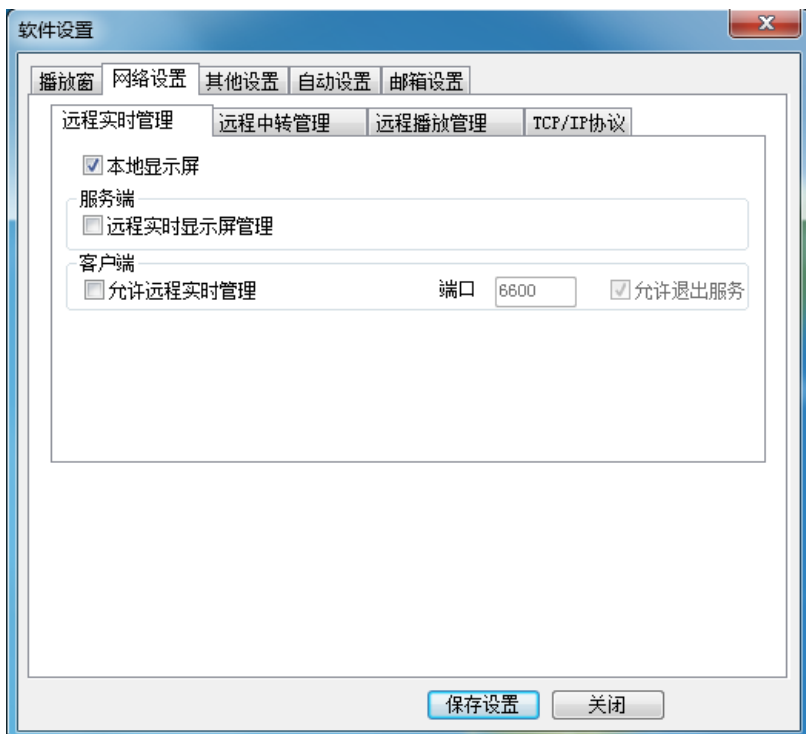 软件设置
播放窗 网络设置 其他设置 自动设置 邮箱设置
远程实时管理 远程中转管理 远程播放管理 TCP/IP协议
本地显示屏
服务端
远程实时显示屏管理
客户端
允许远程实时管理 端口 6600 允许退出服务
保存设置 关闭